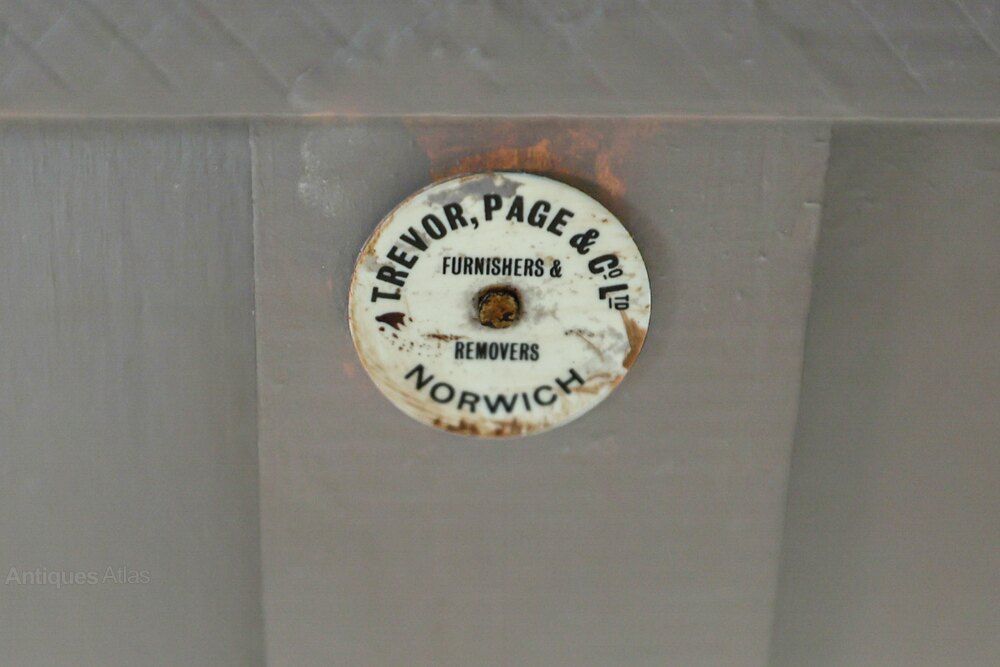 TREVOR, PAGE & Co. LTD
FURNISHERS &
REMOVERS
NORWICH
Antiques Atlas